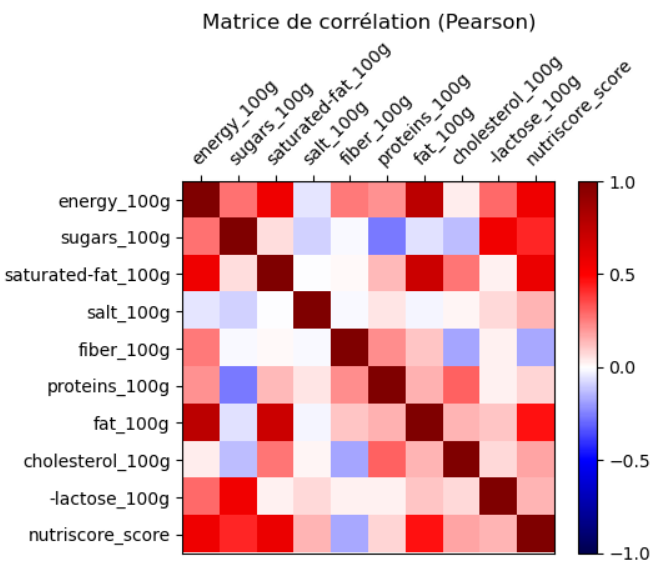 Matrice de corrélation (Pearson)
energy_100g
sugars_100g
saturated-fat_100g
salt_100g
fiber_100g
proteins_100g
fat_100g
cholesterol_100g
-lactose_100g
nutriscore_score
energy_100g
sugars_100g
saturated-fat_100g
salt_100g
fiber_100g
proteins_100g
fat_100g
cholesterol_100g
-lactose_100g
nutriscore_score
1.0
0.5
0.0
−0.5
−1.0